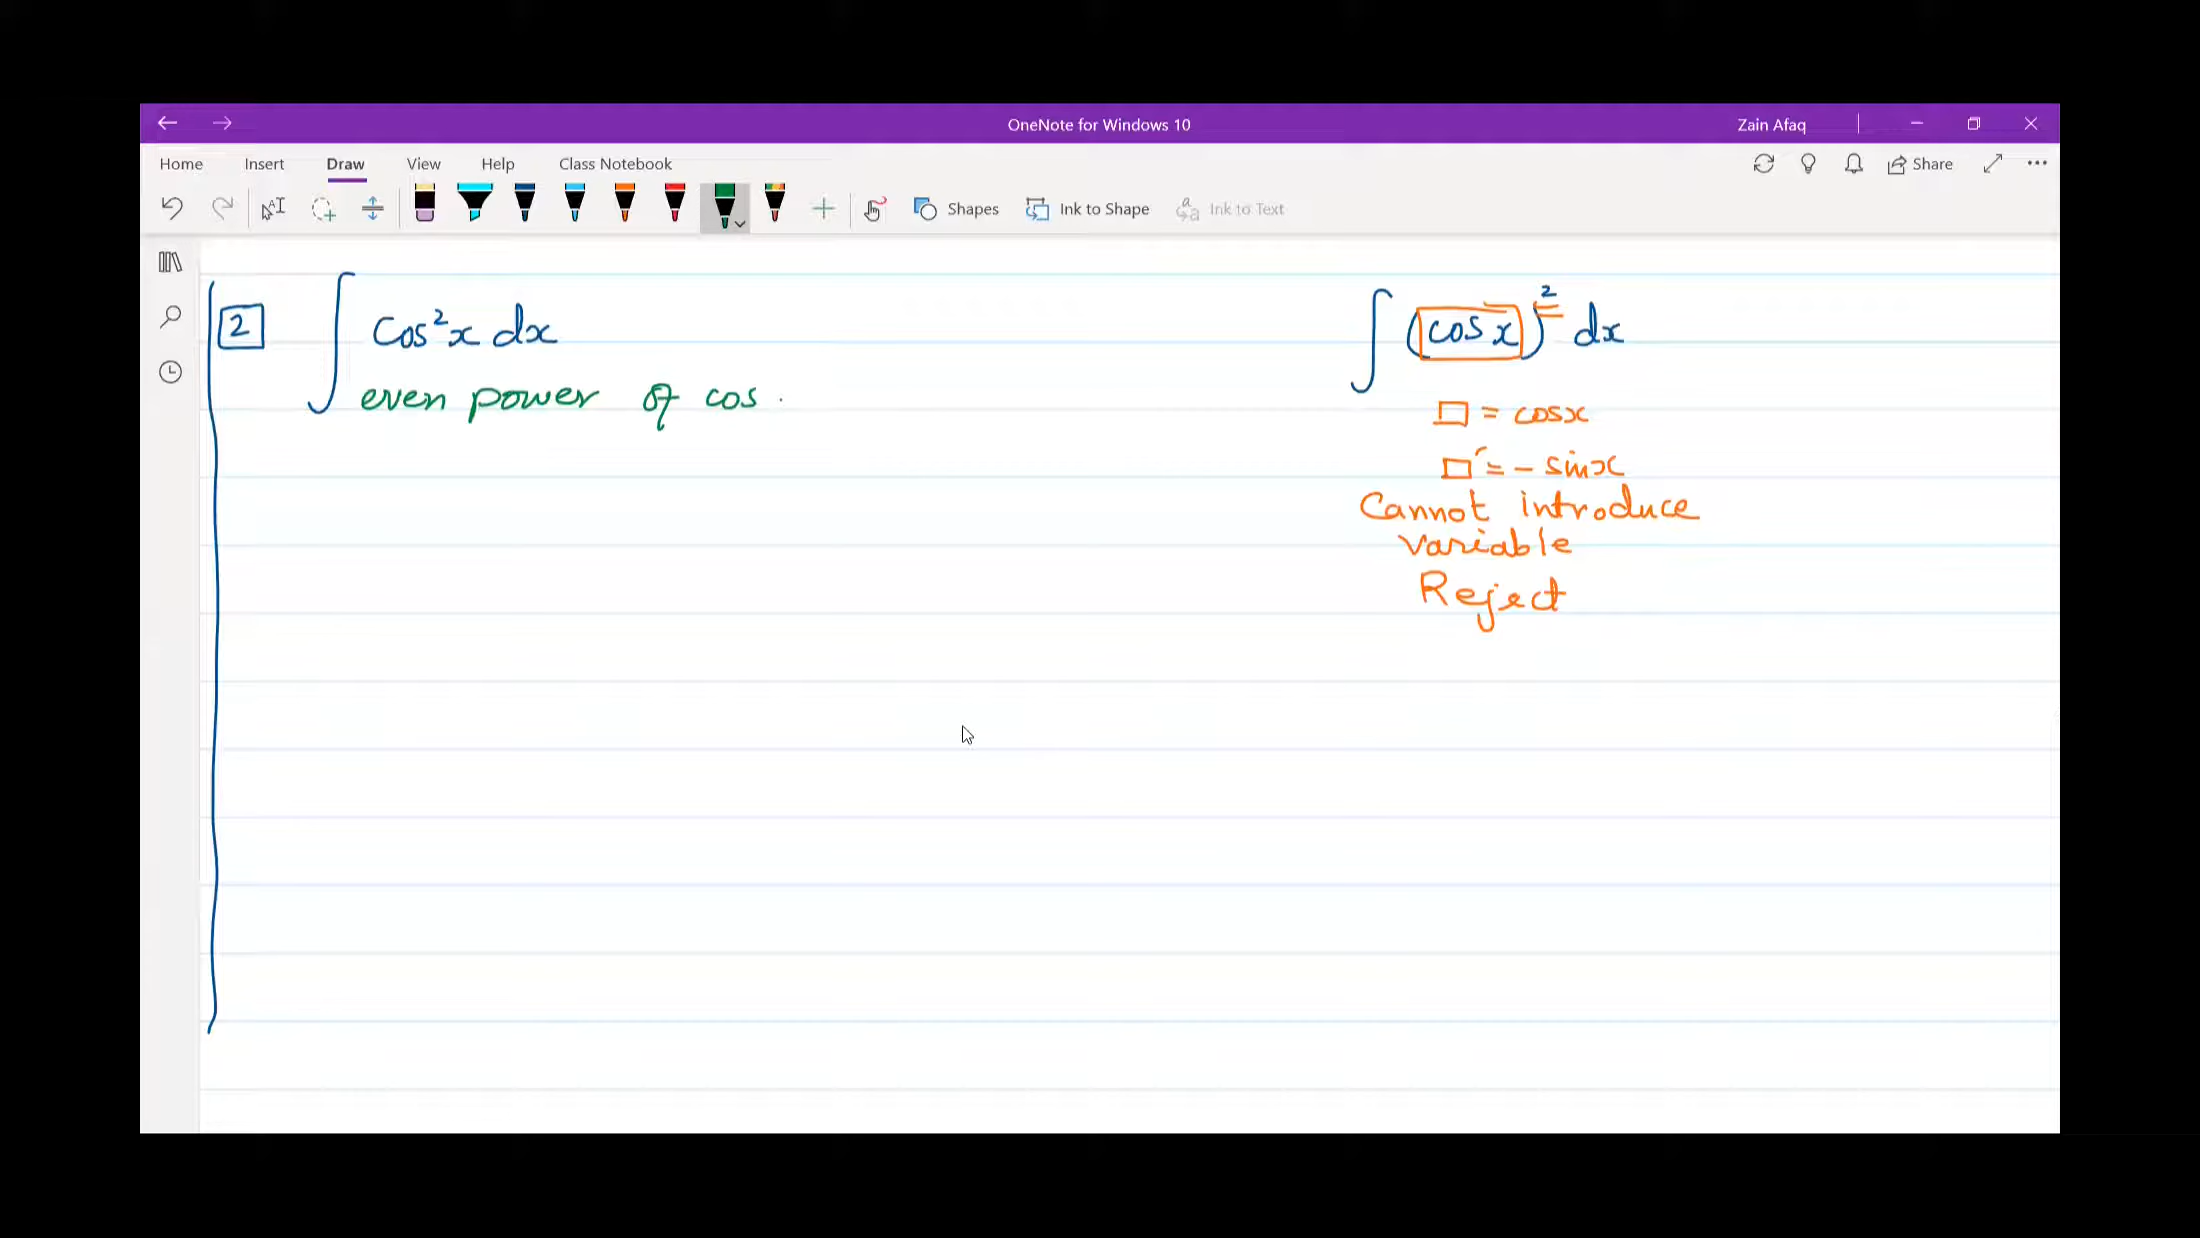 OneNote for Windows 10
Zain Afaq
Home Insert Draw View Help Class Notebook
Share
Shapes Ink to Shape Ink to Text
2 ∫ Cos²x dx
even power of cos.
∫ (cos x)² dx
□ = cosx
□′ = - sinx
Cannot introduce
variable
Reject